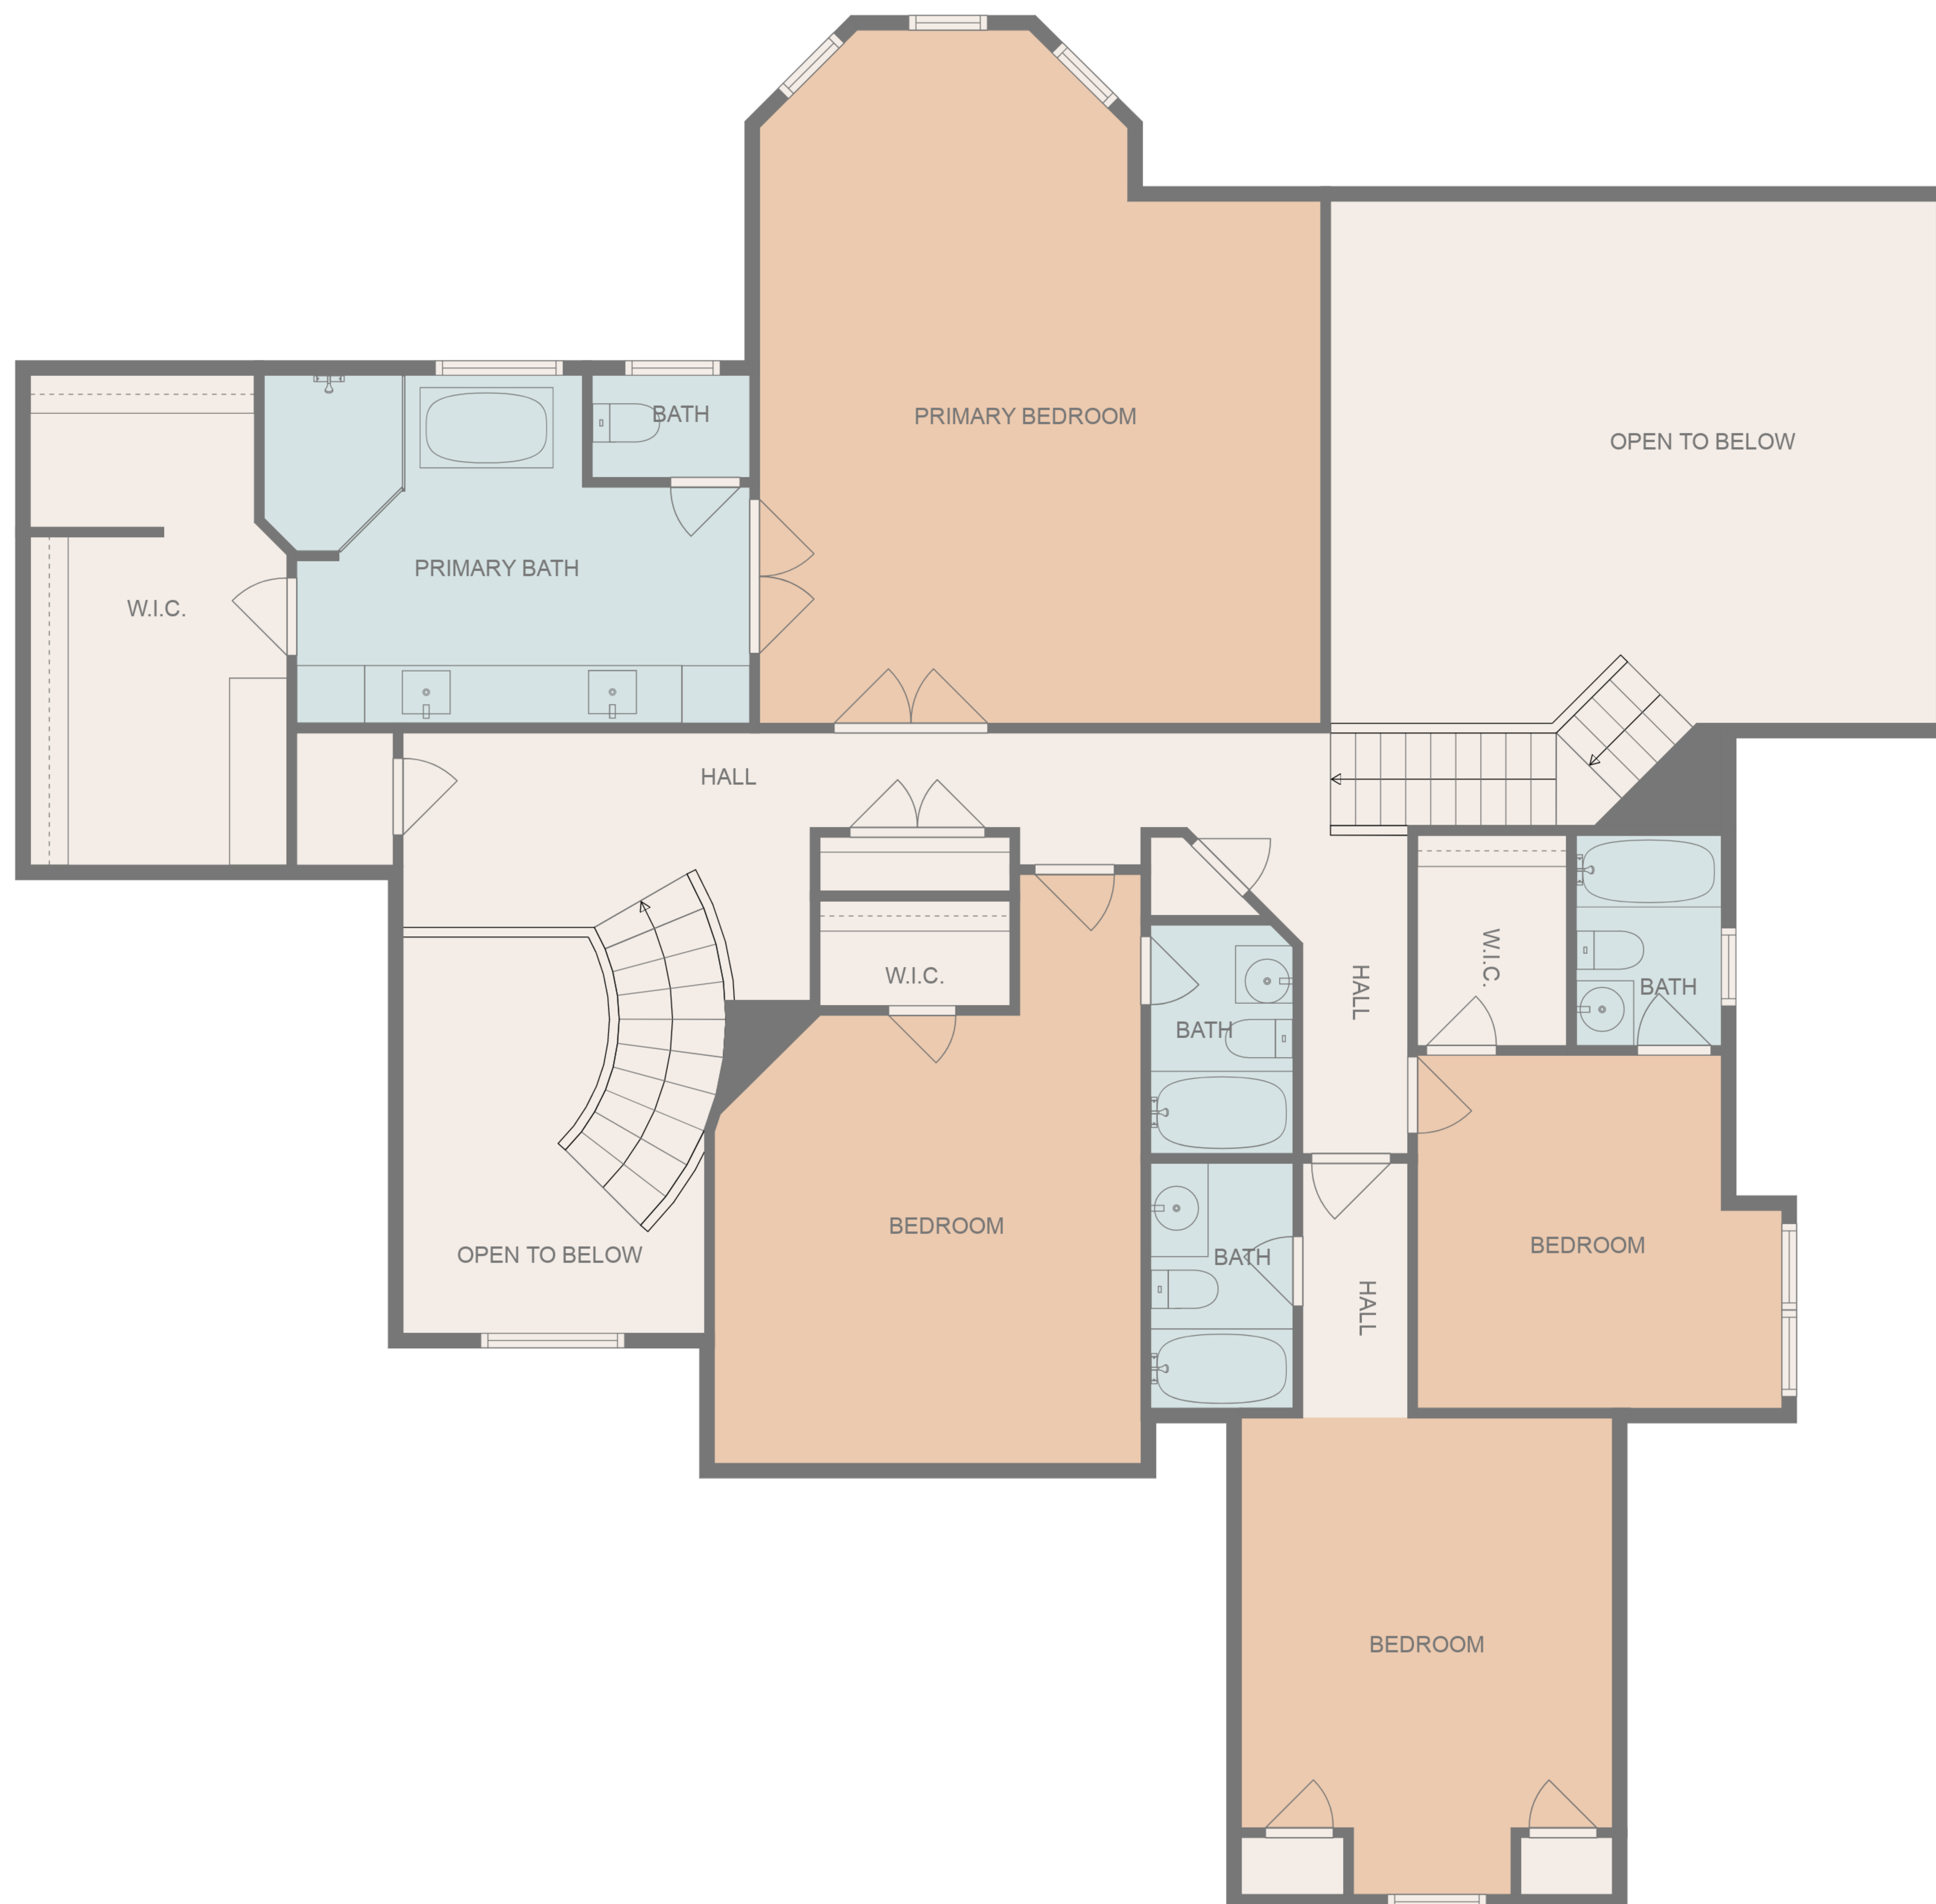 BATH
PRIMARY BEDROOM
OPEN TO BELOW
PRIMARY BATH
W.I.C.
HALL
W.I.C.
W.I.C.
BATH
HALL
BATH
BEDROOM
BEDROOM
OPEN TO BELOW
BATH
HALL
BEDROOM